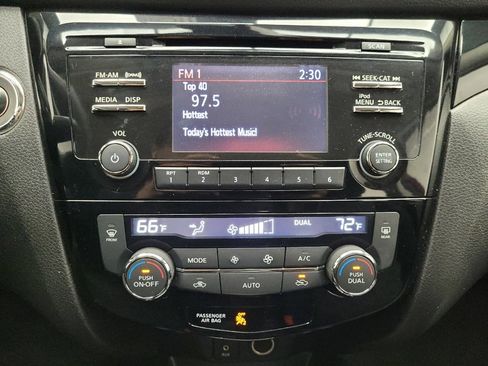 SCAN
FM-AM
MEDIA DISP
VOL
FM 1 2:30
Top 40
97.5
Hottest
Today's Hottest Music!
SEEK-CAT
iPod
MENU BACK
TUNE-SCROLL
ENTER
SETTING
RPT RDM
1 2 3 4 5 6
66°F DUAL 72°F
FRONT
REAR
MODE A/C
PUSH
ON-OFF
AUTO
PUSH
DUAL
PASSENGER
AIR BAG
AUX